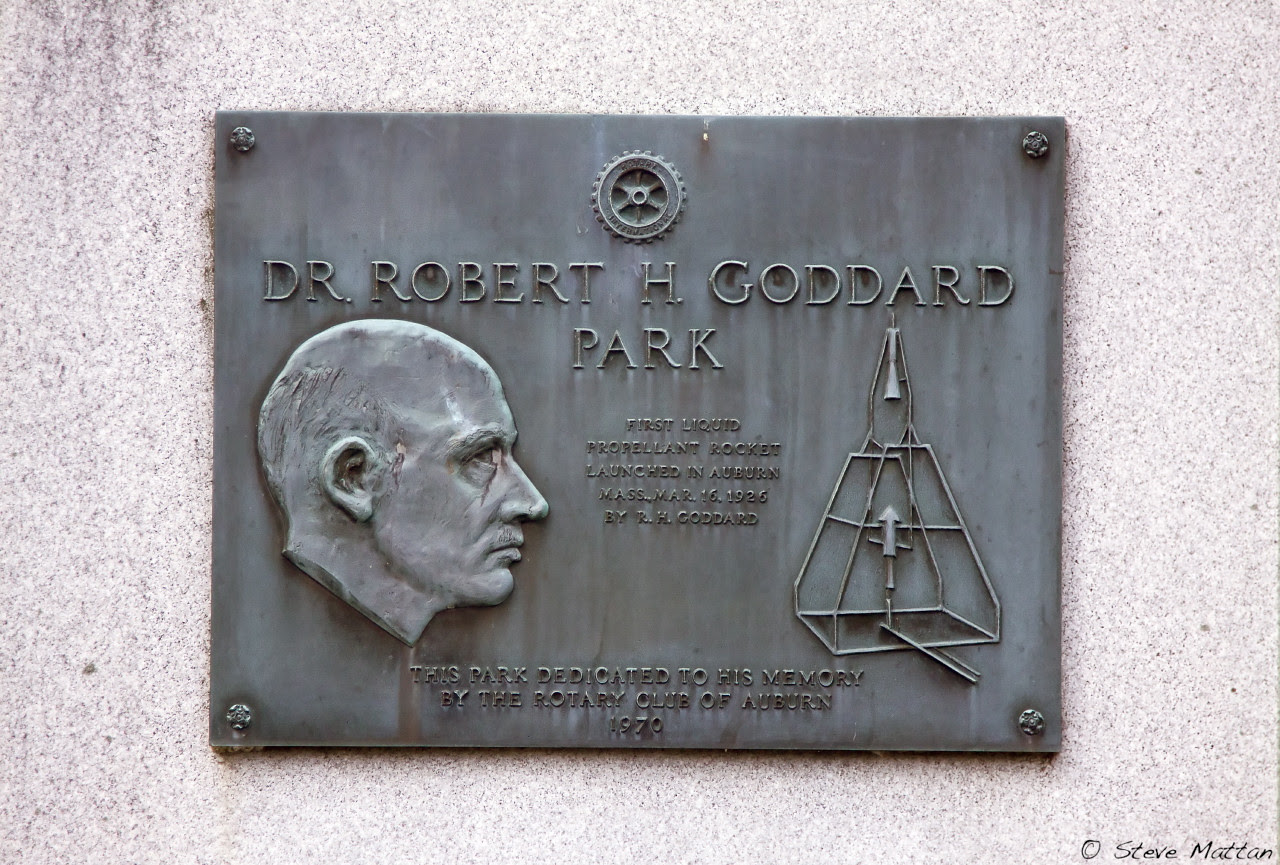 DR. ROBERT H. GODDARD
PARK
FIRST LIQUID
PROPELLANT ROCKET
LAUNCHED IN AUBURN
MASS., MAR. 16, 1926
BY R. H. GODDARD
THIS PARK DEDICATED TO HIS MEMORY
BY THE ROTARY CLUB OF AUBURN
1970
© Steve Mattan